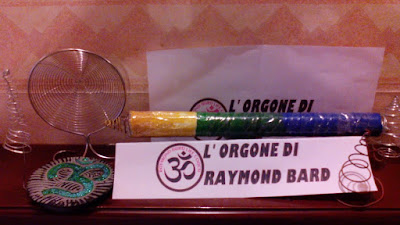 L' ORGONE DI
L' ORGONE DI
RAYMOND BARD
ॐ